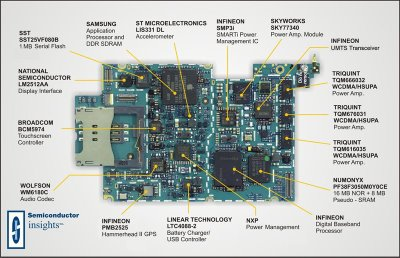 SST
SST25VF080B
1 MB Serial Flash
SAMSUNG
Application
Processor and
DDR SDRAM
ST MICROELECTRONICS
LIS331 DL
Accelerometer
INFINEON
SMP3i
SMARTi Power
Management IC
SKYWORKS
SKY77340
Power Amp. Module
INFINEON
UMTS Transceiver
NATIONAL
SEMICONDUCTOR
LM2512AA
Display Interface
TRIQUINT
TQM666032
WCDMA/HSUPA
Power Amp.
BROADCOM
BCM5974
Touchscreen
Controller
TRIQUINT
TQM676031
WCDMA/HSUPA
Power Amp.
TRIQUINT
TQM616035
WCDMA/HSUPA
Power Amp.
WOLFSON
WM6180C
Audio Codec
NUMONYX
PF38F3050M0Y0CE
16 MB NOR + 8 MB
Pseudo - SRAM
INFINEON
PMB2525
Hammerhead II GPS
LINEAR TECHNOLOGY
LTC4088-2
Battery Charger/
USB Controller
NXP
Power Management
INFINEON
Digital Baseband
Processor
Semiconductor
insights